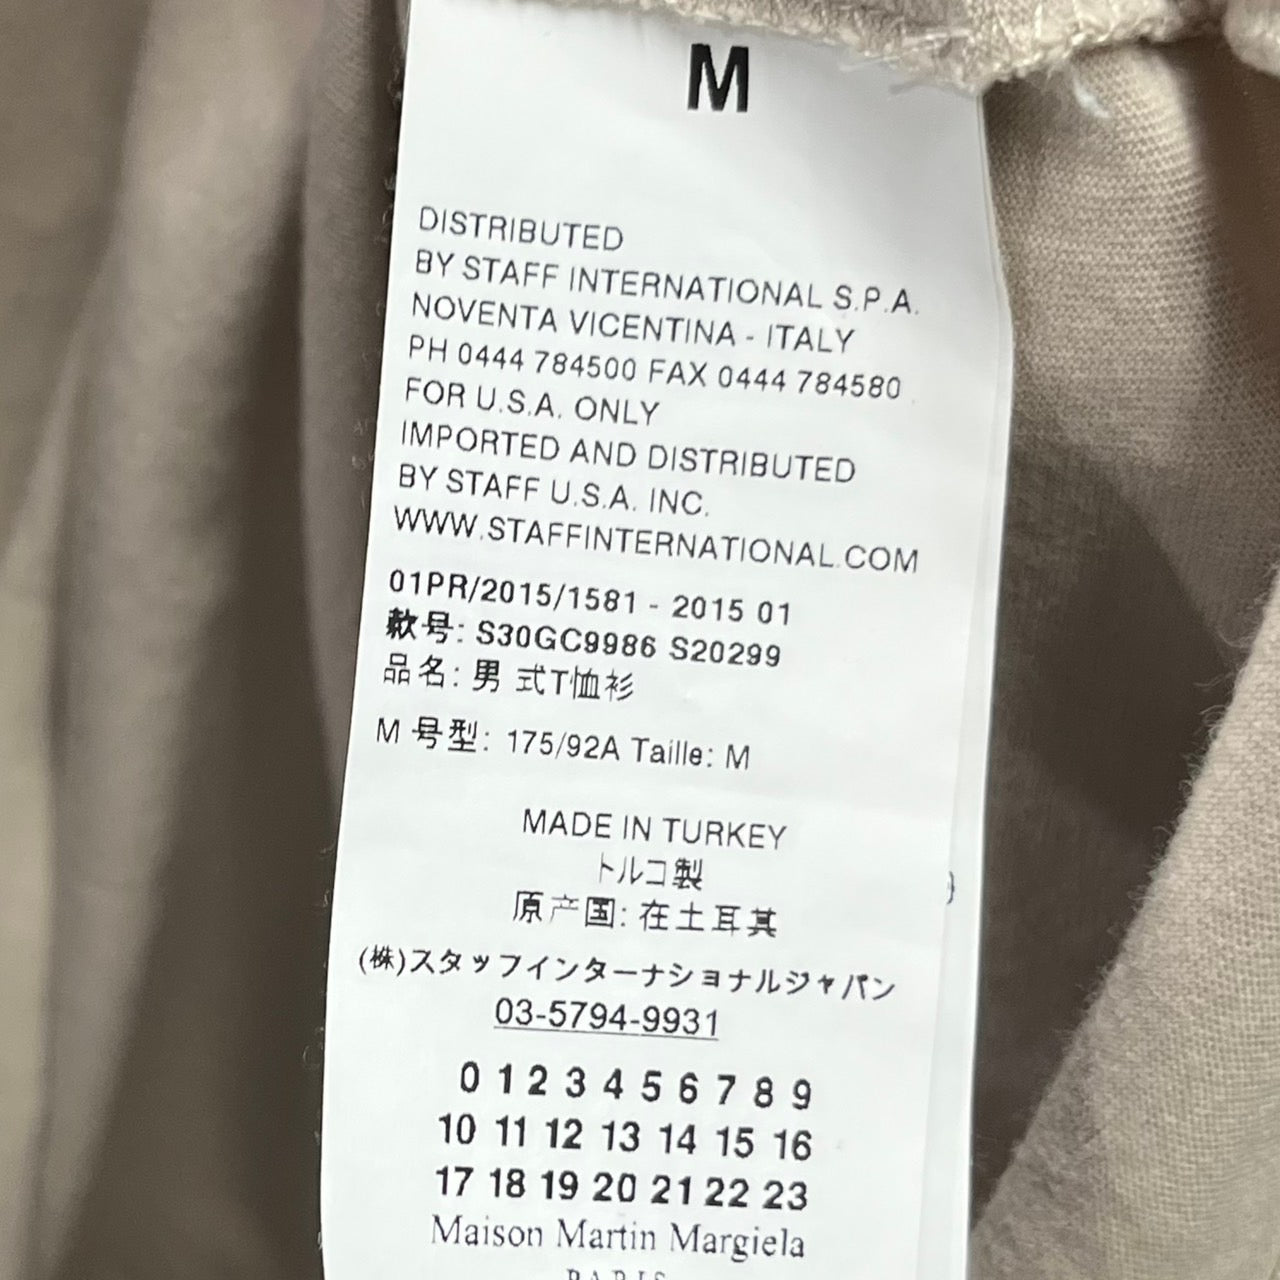 M
DISTRIBUTED
BY STAFF INTERNATIONAL S.P.A.
NOVENTA VICENTINA - ITALY
PH 0444 784500 FAX 0444 784580
FOR U.S.A. ONLY
IMPORTED AND DISTRIBUTED
BY STAFF U.S.A. INC.
WWW.STAFFINTERNATIONAL.COM
01PR/2015/1581 - 2015 01
款号: S30GC9986 S20299
品名: 男 式T恤衫
M 号型: 175/92A Taille: M
MADE IN TURKEY
トルコ製
原产国: 在土耳其
(株)スタッフインターナショナルジャパン
03-5794-9931
0 1 2 3 4 5 6 7 8 9
10 11 12 13 14 15 16
17 18 19 20 21 22 23
Maison Martin Margiela
PARIS